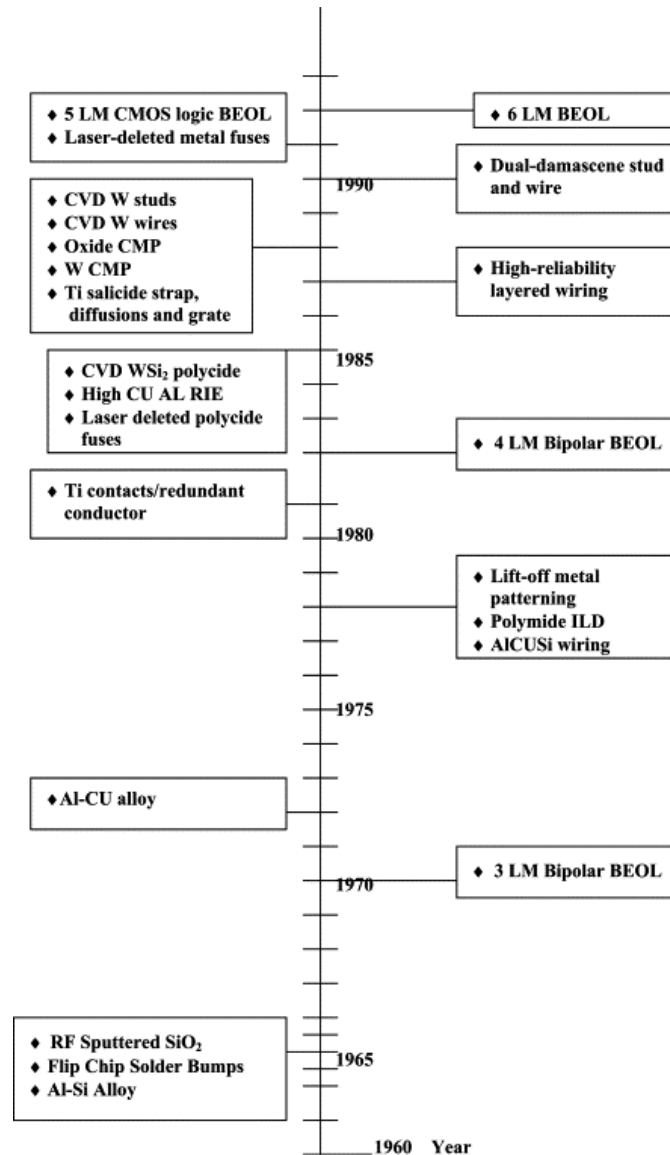 ♦ 5 LM CMOS logic BEOL
♦ Laser-deleted metal fuses
♦ 6 LM BEOL
♦ Dual-damascene stud
and wire
1990
♦ CVD W studs
♦ CVD W wires
♦ Oxide CMP
♦ W CMP
♦ Ti salicide strap,
diffusions and grate
♦ High-reliability
layered wiring
1985
♦ CVD WSi₂ polycide
♦ High CU AL RIE
♦ Laser deleted polycide
fuses
♦ 4 LM Bipolar BEOL
♦ Ti contacts/redundant
conductor
1980
♦ Lift-off metal
patterning
♦ Polymide ILD
♦ AlCUSi wiring
1975
♦ Al-CU alloy
♦ 3 LM Bipolar BEOL
1970
♦ RF Sputtered SiO₂
♦ Flip Chip Solder Bumps
♦ Al-Si Alloy
1965
1960 Year